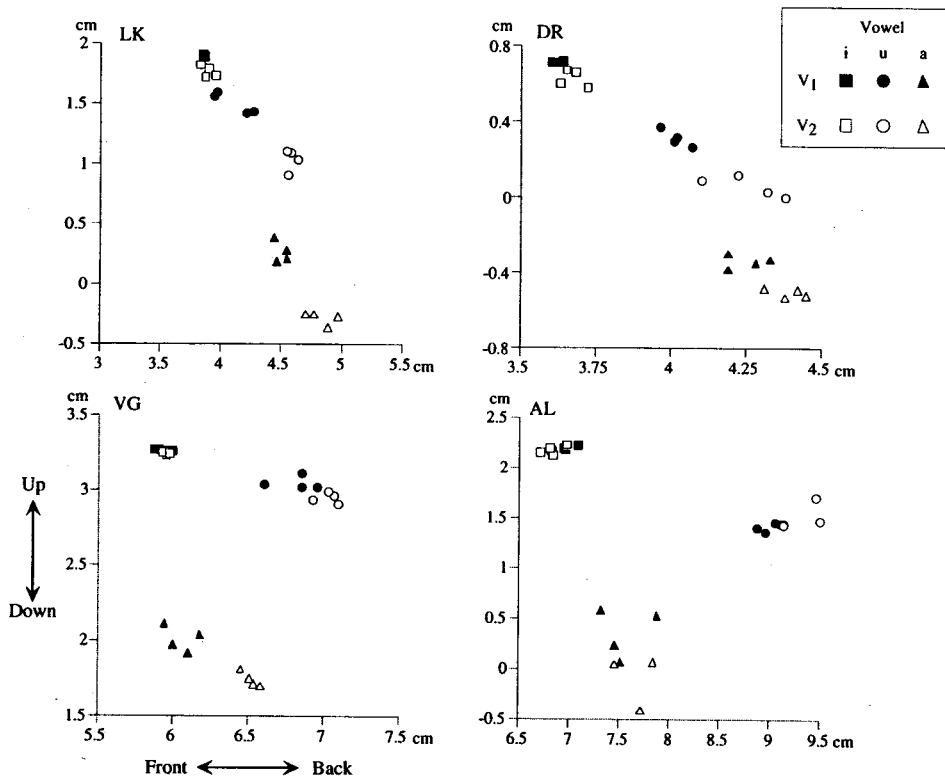 cm
LK
2
1.5
1
0.5
0
-0.5
3 3.5 4 4.5 5 5.5 cm
cm
DR
0.8
0.4
0
-0.4
-0.8
3.5 3.75 4 4.25 4.5 cm
Vowel
i u a
V1
V2
cm
VG
3.5
3
2.5
2
1.5
5.5 6 6.5 7 7.5 cm
cm
AL
2.5
2
1.5
1
0.5
0
-0.5
6.5 7 7.5 8 8.5 9 9.5 cm
Up
Down
Front Back